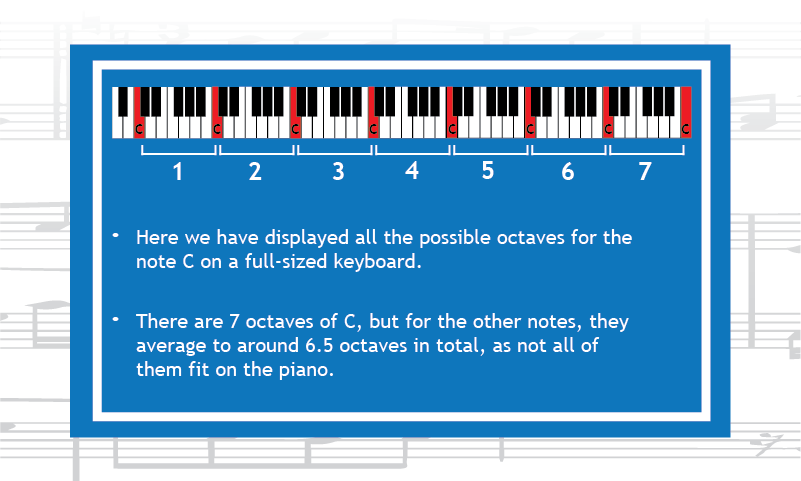 C C C C C C C C
1 2 3 4 5 6 7
• Here we have displayed all the possible octaves for the
note C on a full-sized keyboard.
• There are 7 octaves of C, but for the other notes, they
average to around 6.5 octaves in total, as not all of
them fit on the piano.